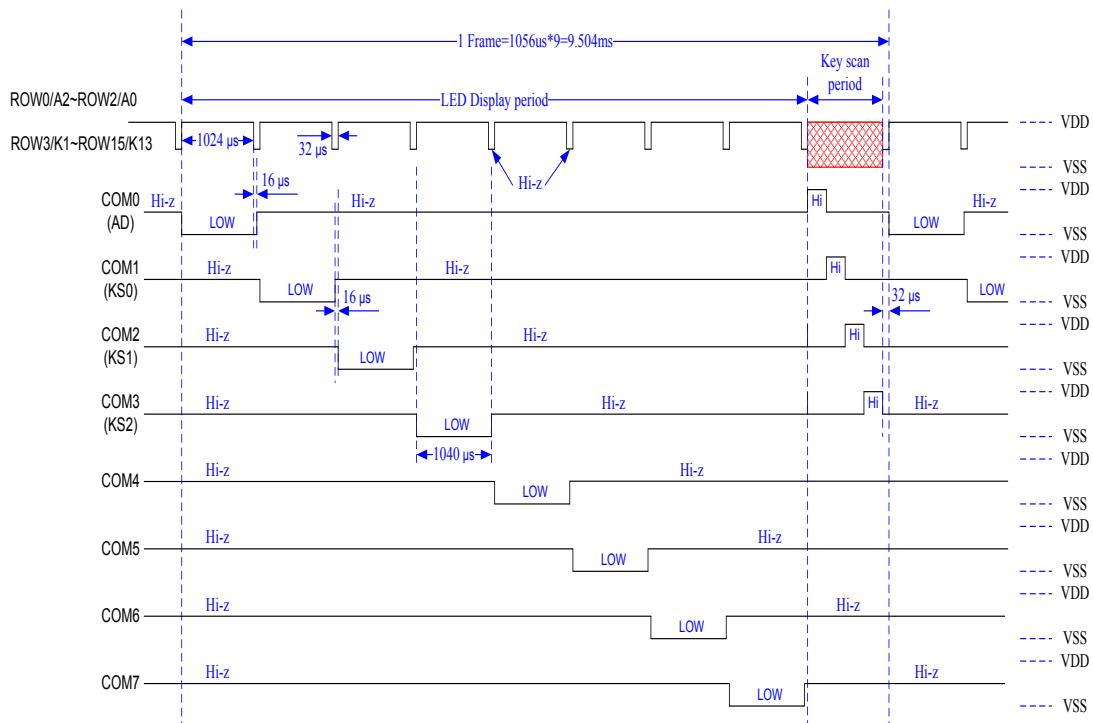 1 Frame=1056us*9=9.504ms
Key scan
period
ROW0/A2~ROW2/A0
LED Display period
VDD
ROW3/K1~ROW15/K13
1024 µs
32 µs
VSS
Hi-z
16 µs
VDD
COM0
(AD)
Hi-z
LOW
Hi-z
Hi
LOW
Hi-z
VSS
VDD
COM1
(KS0)
Hi-z
LOW
Hi-z
Hi
LOW
16 µs
32 µs
VSS
VDD
COM2
(KS1)
Hi-z
LOW
Hi-z
Hi
VSS
VDD
COM3
(KS2)
Hi-z
LOW
Hi-z
Hi
Hi-z
VSS
1040 µs
VDD
COM4
Hi-z
LOW
Hi-z
VSS
VDD
COM5
Hi-z
LOW
Hi-z
VSS
VDD
COM6
Hi-z
LOW
Hi-z
VSS
VDD
COM7
Hi-z
LOW
Hi-z
VSS